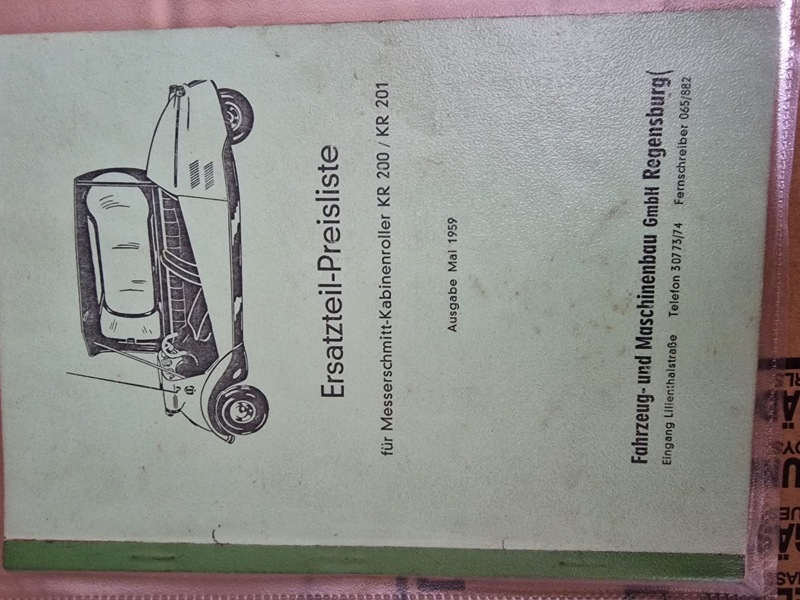 Ersatzteil-Preisliste
für Messerschmitt-Kabinenroller KR 200 / KR 201
Ausgabe Mai 1959
Fahrzeug- und Maschinenbau GmbH Regensburg
Eingang Lilienthalstraße Telefon 30773/74 Fernschreiber 065/882